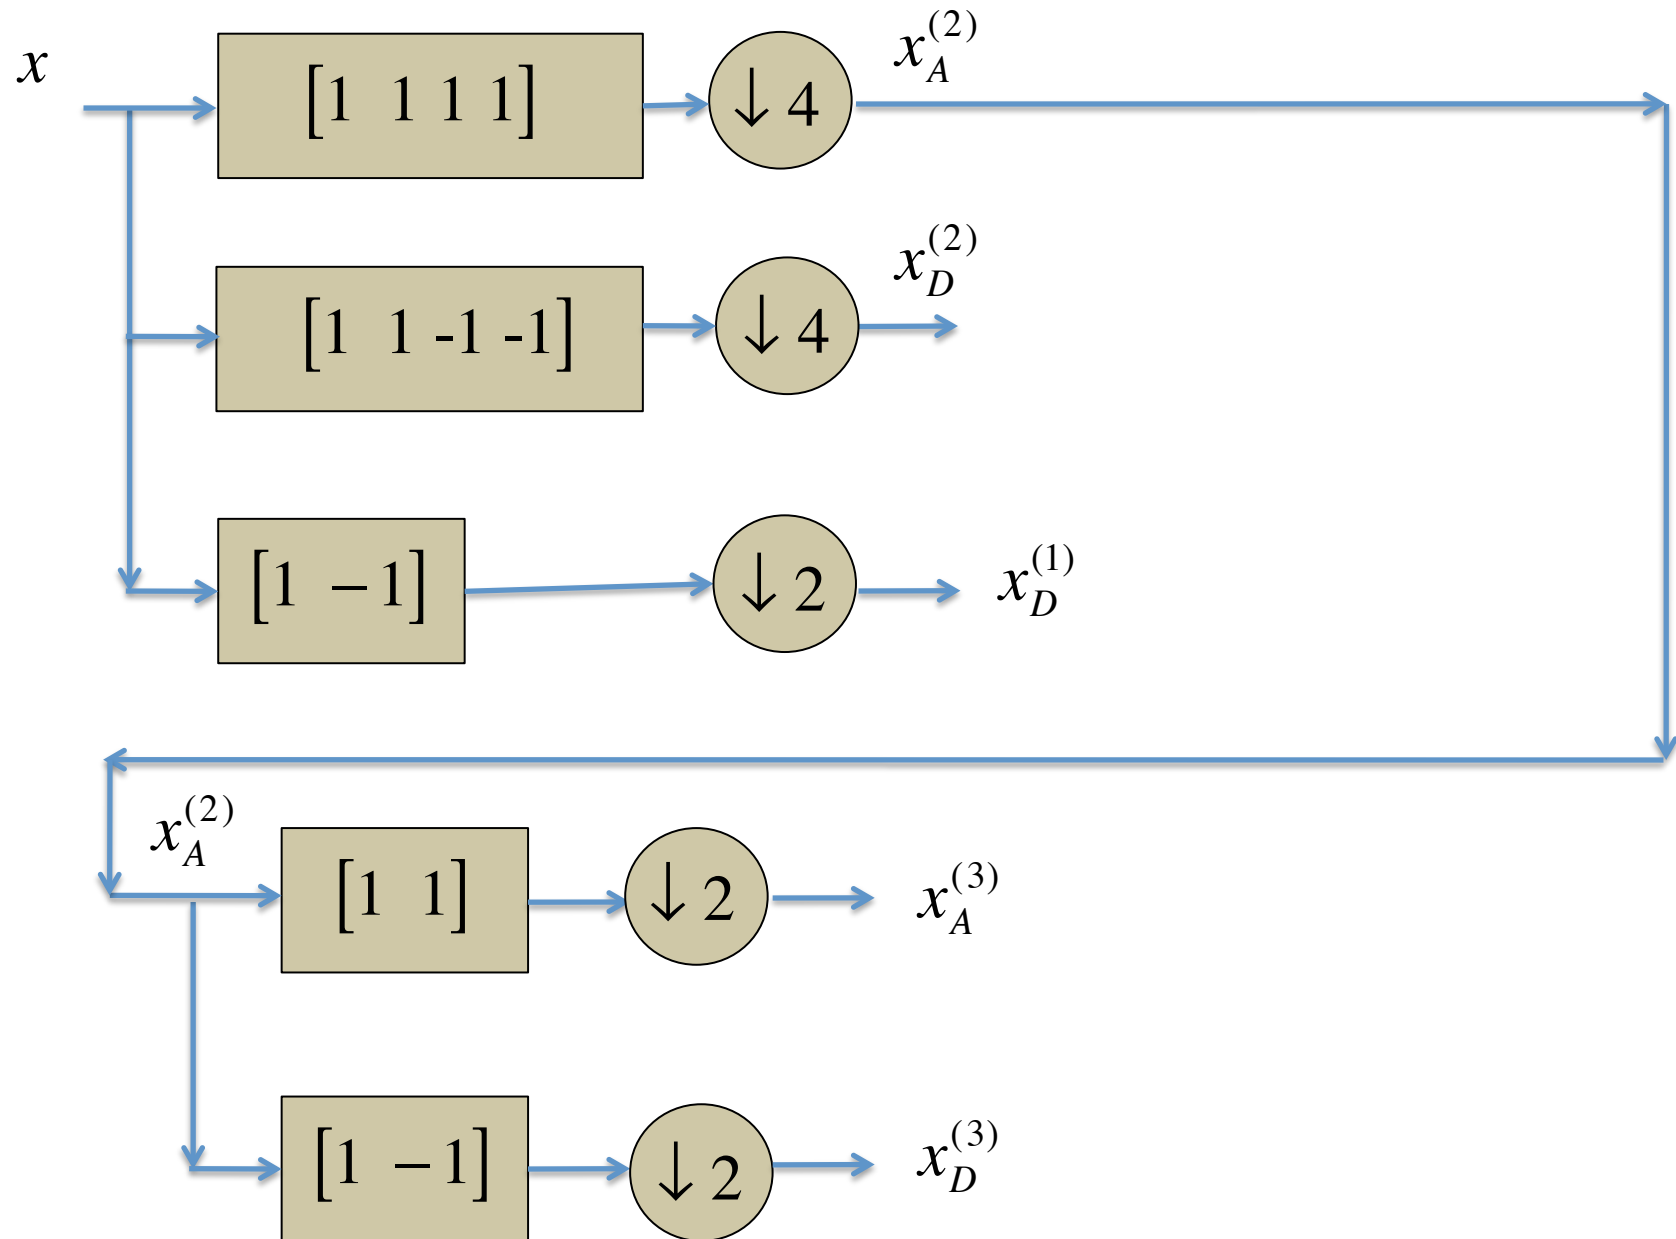 x [1 1 1 1] ↓ 4 x_A^{(2)}
[1 1 -1 -1] ↓ 4 x_D^{(2)}
[1 −1] ↓ 2 x_D^{(1)}
x_A^{(2)} [1 1] ↓ 2 x_A^{(3)}
[1 −1] ↓ 2 x_D^{(3)}